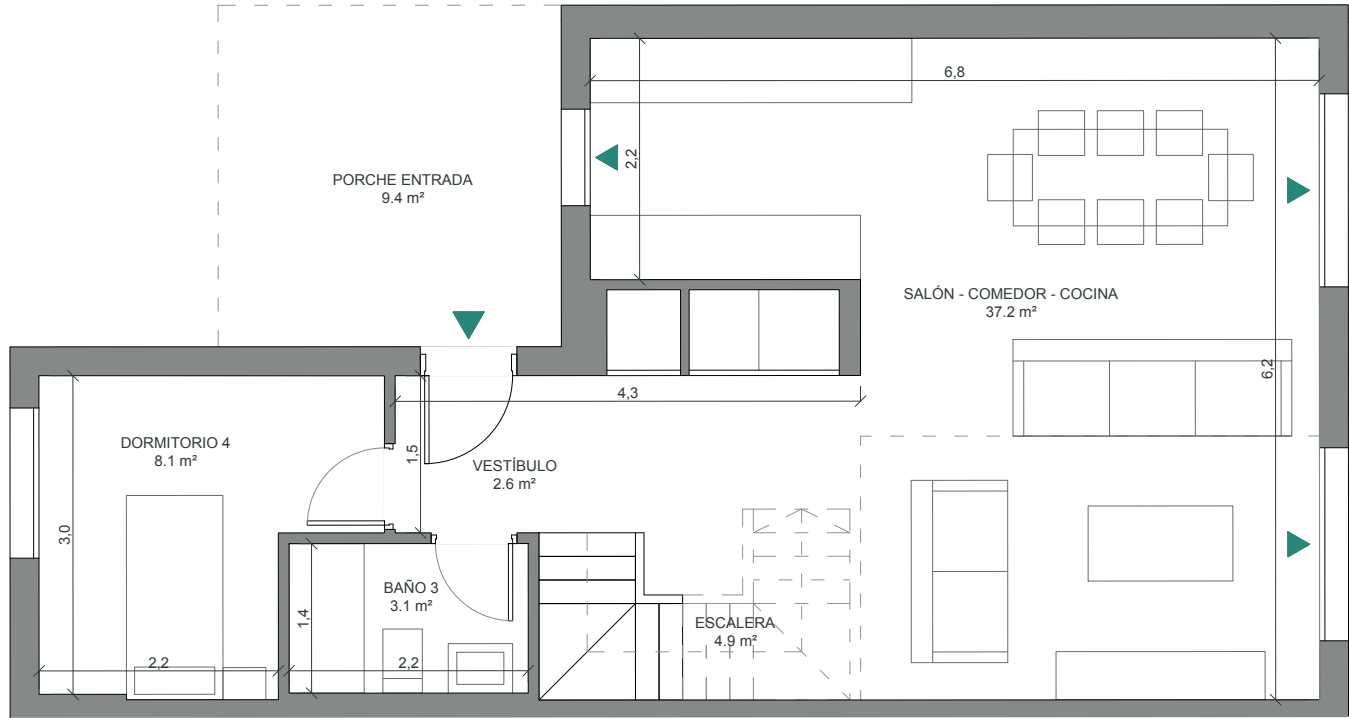 6,8
2,2
PORCHE ENTRADA
9.4 m²
SALÓN - COMEDOR - COCINA
37.2 m²
6,2
4,3
DORMITORIO 4
8.1 m²
1,5
VESTÍBULO
2.6 m²
3,0
BAÑO 3
3.1 m²
1,4
ESCALERA
4.9 m²
2,2
2,2